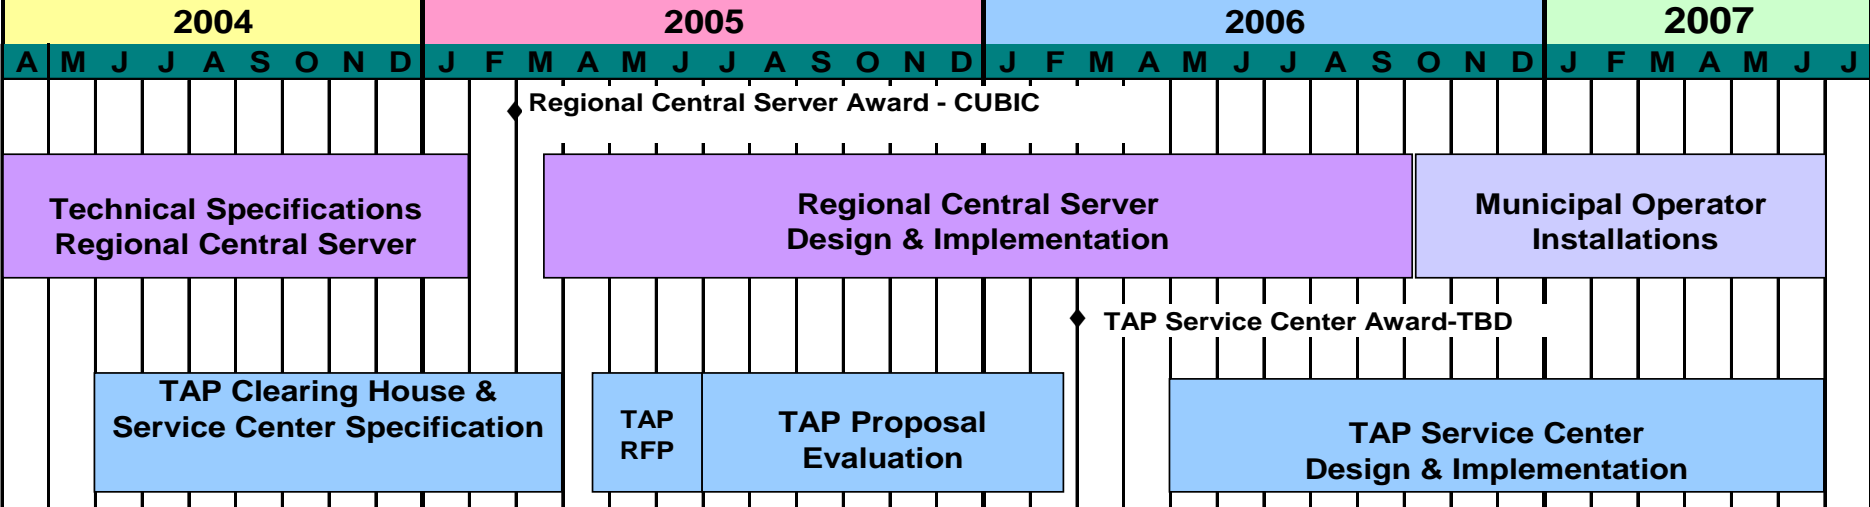 2004 2005 2006 2007
A M J J A S O N D J F M A M J J A S O N D J F M A M J J A S O N D J F M A M J J
Regional Central Server Award - CUBIC
Technical Specifications
Regional Central Server
Regional Central Server
Design & Implementation
Municipal Operator
Installations
TAP Service Center Award-TBD
TAP Clearing House &
Service Center Specification
TAP
RFP
TAP Proposal
Evaluation
TAP Service Center
Design & Implementation